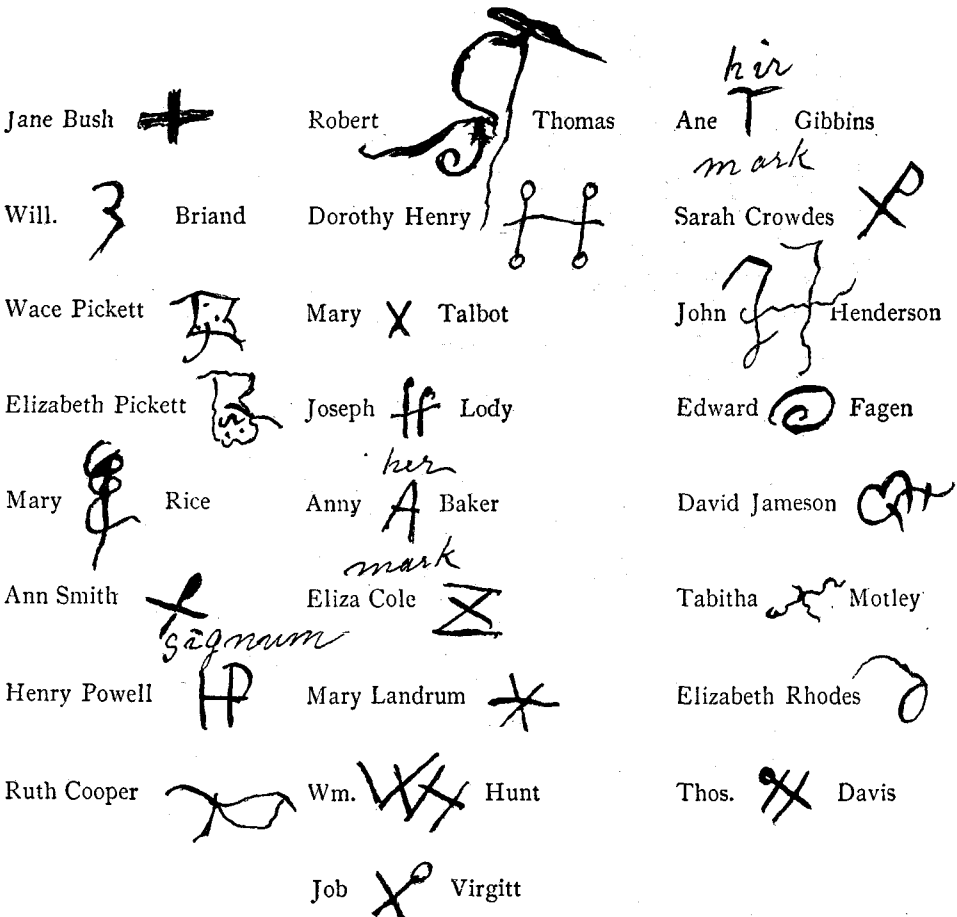 Jane Bush
Robert Thomas
hir
Ane T Gibbins
mark
Will. Briand
Dorothy Henry
Sarah Crowdes
Wace Pickett
Mary X Talbot
John Henderson
Elizabeth Pickett
Joseph Lody
Edward Fagen
Mary Rice
her
Anny A Baker
mark
David Jameson
Ann Smith
Eliza Cole
Tabitha Motley
signum
Henry Powell HP
Mary Landrum
Elizabeth Rhodes
Ruth Cooper
Wm. WH Hunt
Thos. Davis
Job Virgitt